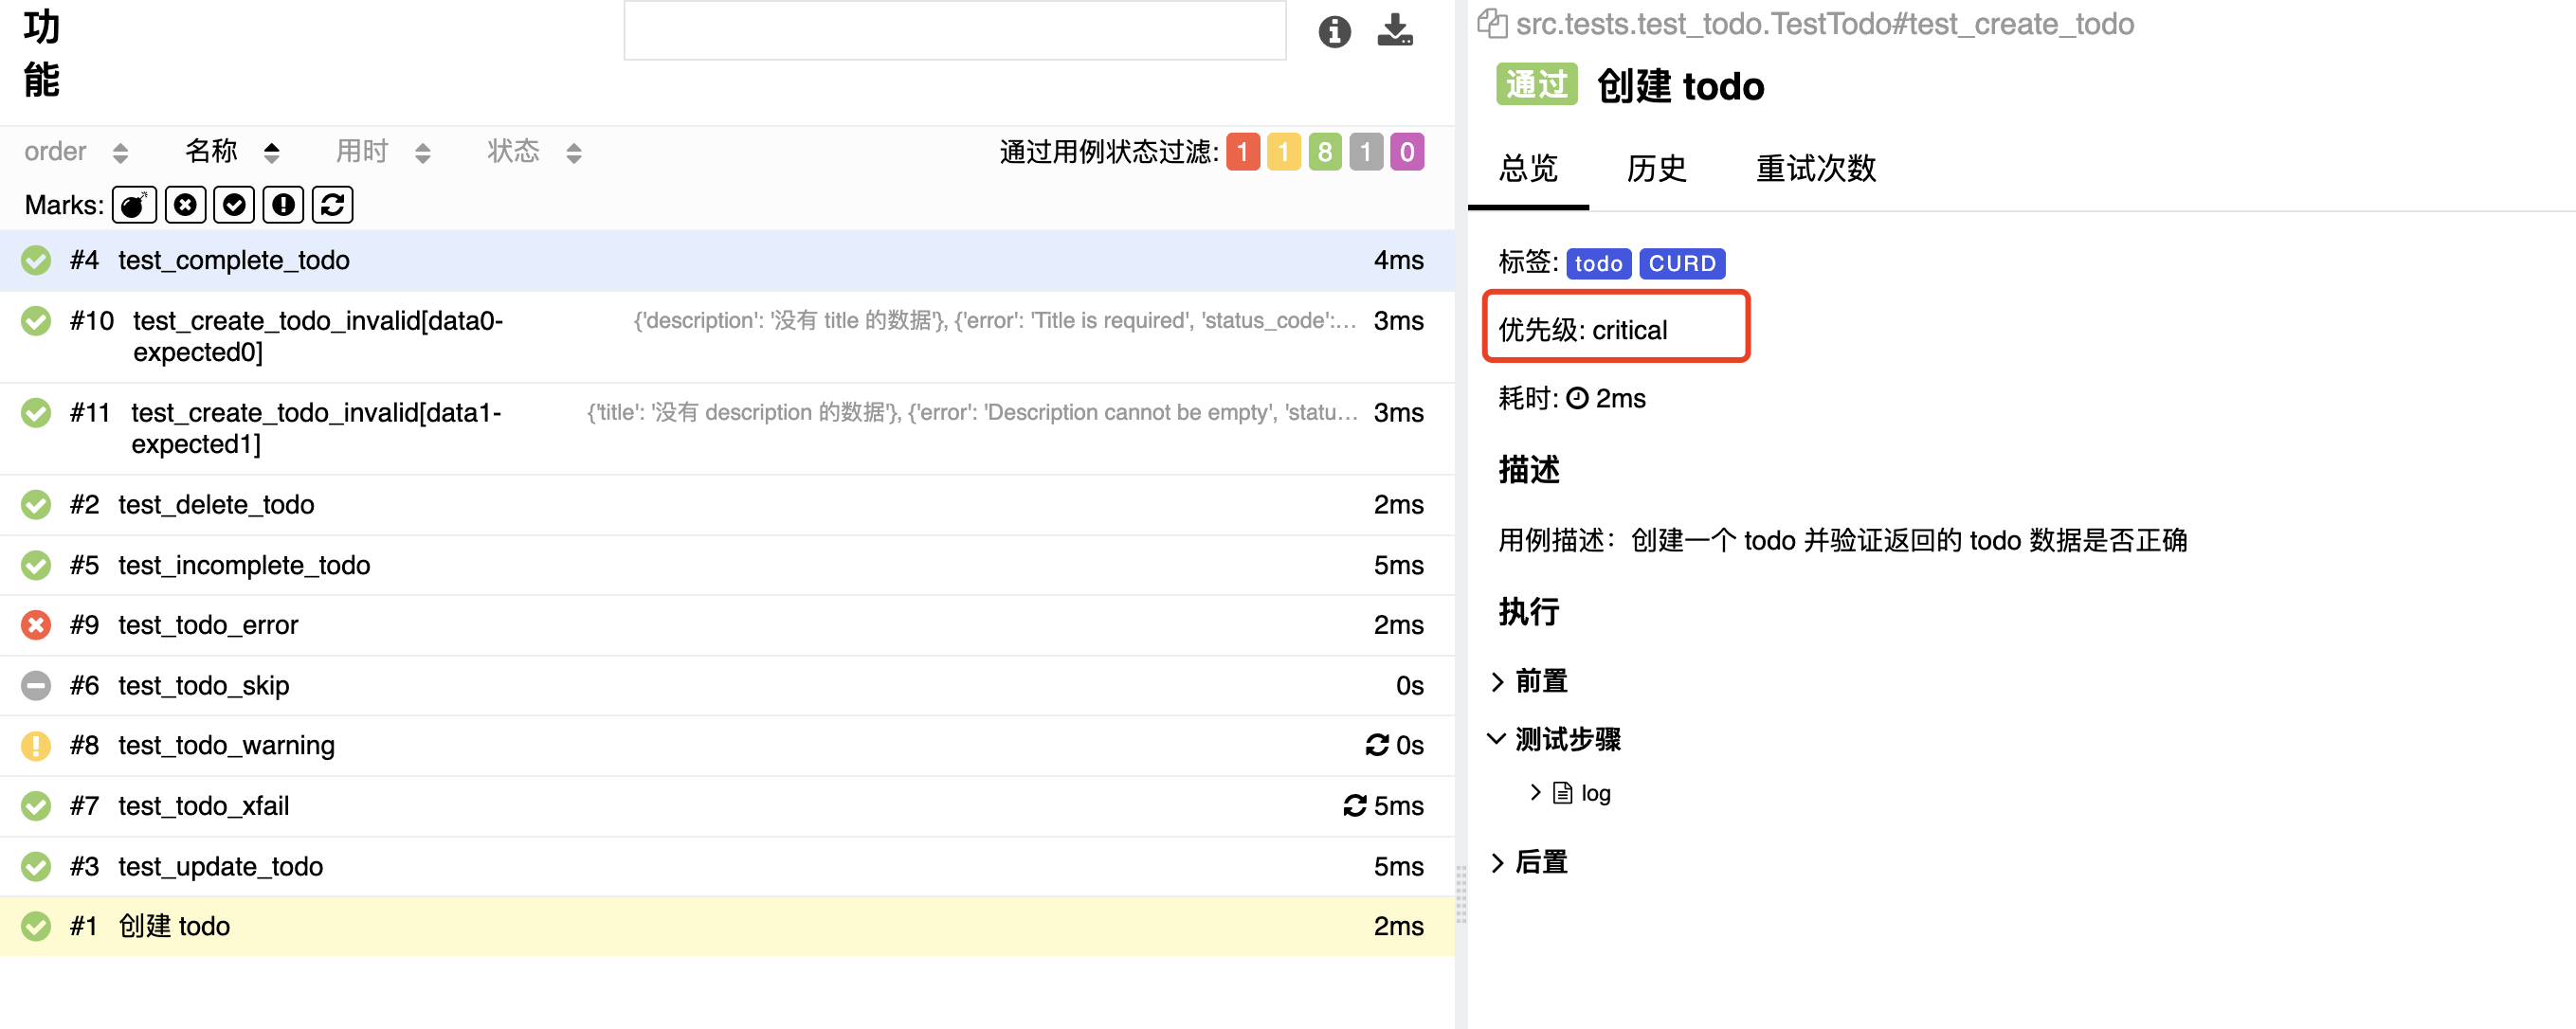 功
能
order 名称 用时 状态 通过用例状态过滤: 1 1 8 1 0
Marks:
#4 test_complete_todo 4ms
#10 test_create_todo_invalid[data0- {'description': '没有 title 的数据'}, {'error': 'Title is required', 'status_code':... 3ms
expected0]
#11 test_create_todo_invalid[data1- {'title': '没有 description 的数据'}, {'error': 'Description cannot be empty', 'statu... 3ms
expected1]
#2 test_delete_todo 2ms
#5 test_incomplete_todo 5ms
#9 test_todo_error 2ms
#6 test_todo_skip 0s
#8 test_todo_warning 0s
#7 test_todo_xfail 5ms
#3 test_update_todo 5ms
#1 创建 todo 2ms
src.tests.test_todo.TestTodo#test_create_todo
通过 创建 todo
总览 历史 重试次数
标签: todo CURD
优先级: critical
耗时: 2ms
描述
用例描述：创建一个 todo 并验证返回的 todo 数据是否正确
执行
前置
测试步骤
log
后置